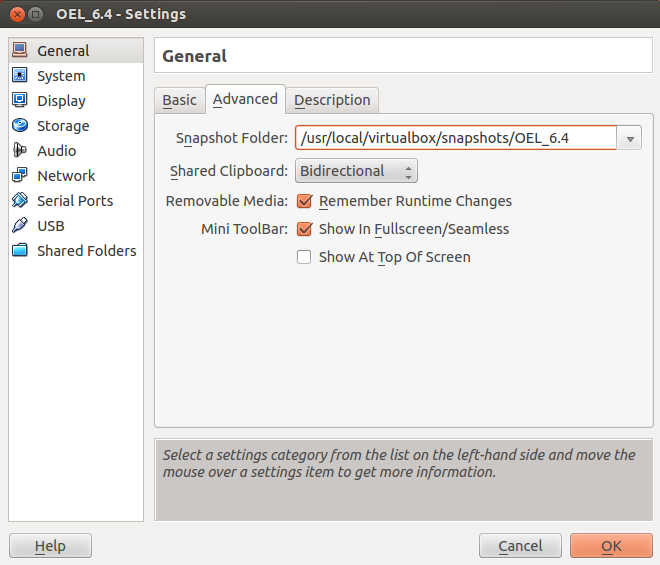 OEL_6.4 - Settings
General
System
Display
Storage
Audio
Network
Serial Ports
USB
Shared Folders
General
Basic Advanced Description
Snapshot Folder: /usr/local/virtualbox/snapshots/OEL_6.4
Shared Clipboard: Bidirectional
Removable Media: Remember Runtime Changes
Mini ToolBar: Show In Fullscreen/Seamless
Show At Top Of Screen
Select a settings category from the list on the left-hand side and move the
mouse over a settings item to get more information.
Help Cancel OK